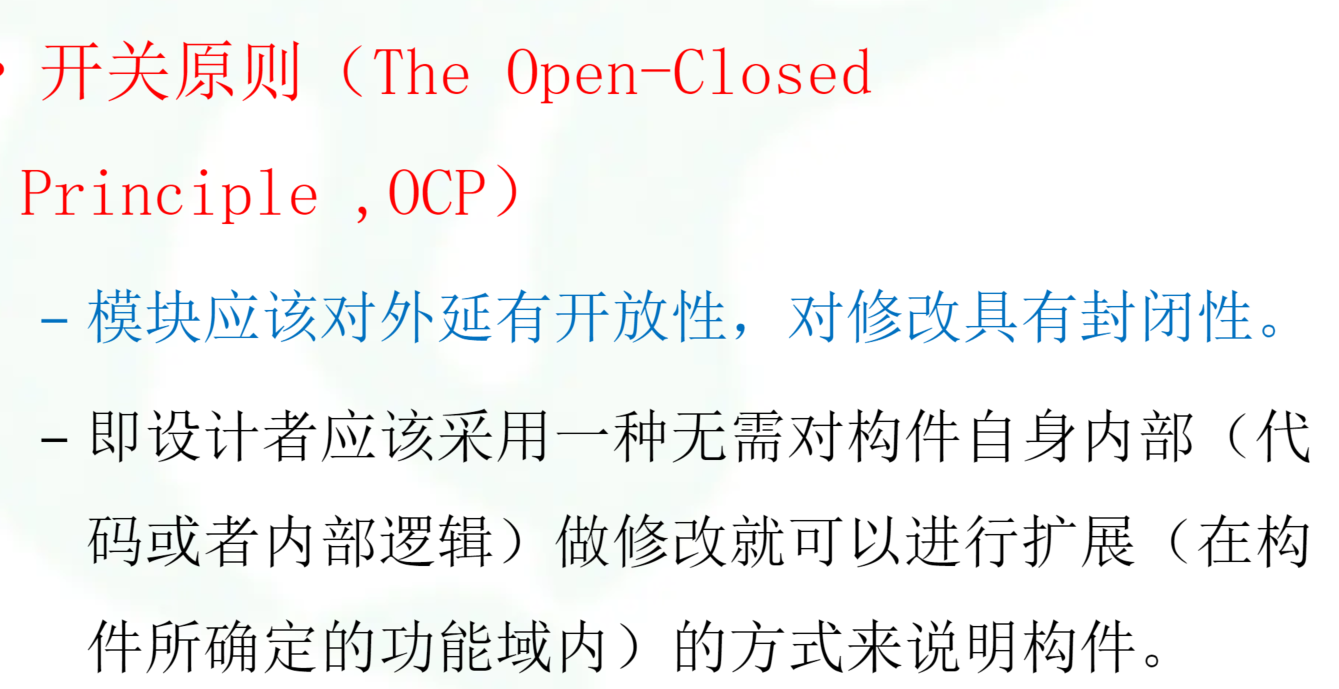 • 开关原则（The Open-Closed
Principle ,OCP）
– 模块应该对外延有开放性，对修改具有封闭性。
– 即设计者应该采用一种无需对构件自身内部（代
码或者内部逻辑）做修改就可以进行扩展（在构
件所确定的功能域内）的方式来说明构件。